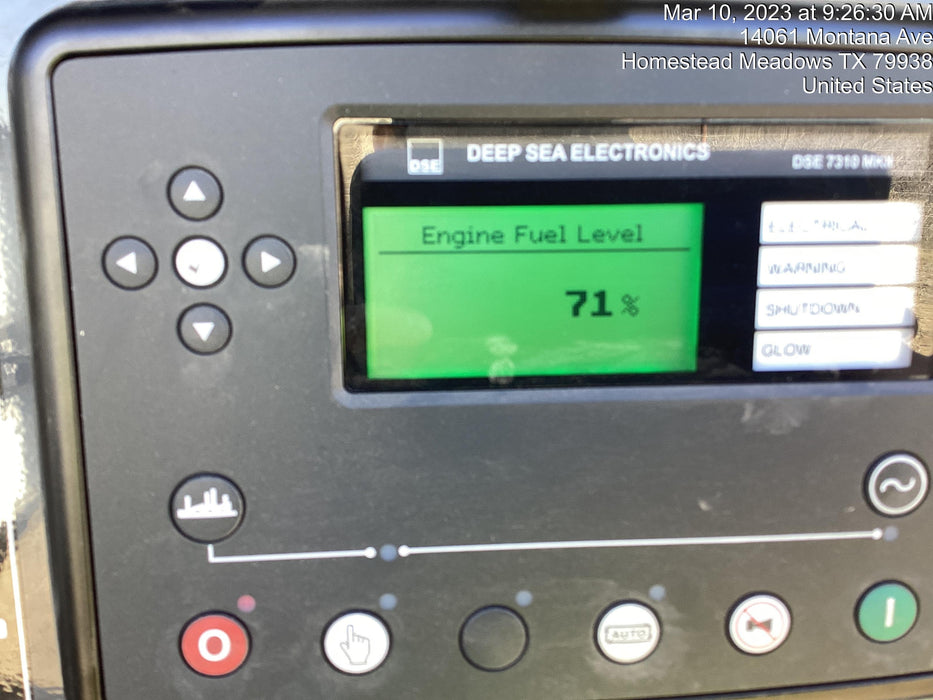 Mar 10, 2023 at 9:26:30 AM
14061 Montana Ave
Homestead Meadows TX 79938
United States
DSE
DEEP SEA ELECTRONICS
DSE 7310 MKII
Engine Fuel Level
71 %
ELECTRICAL
WARNING
SHUTDOWN
GLOW
O
AUTO
I